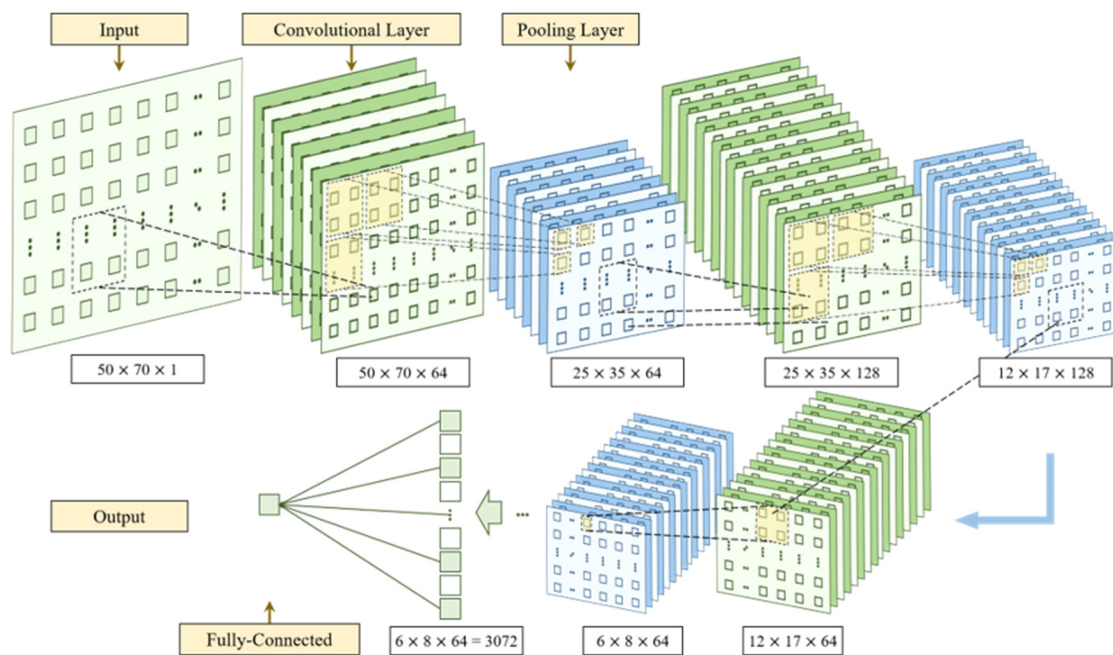 Input
Convolutional Layer
Pooling Layer
50 × 70 × 1
50 × 70 × 64
25 × 35 × 64
25 × 35 × 128
12 × 17 × 128
Output
Fully-Connected
6 × 8 × 64 = 3072
6 × 8 × 64
12 × 17 × 64